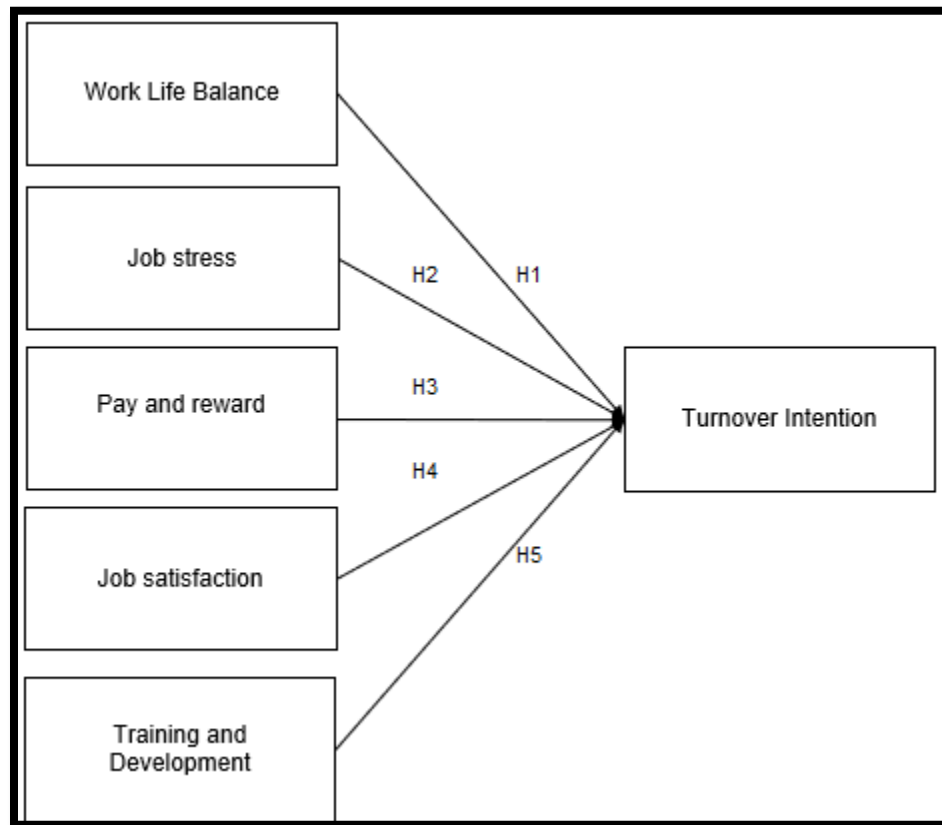 Work Life Balance
Job stress
H2
H1
Pay and reward
H3
Turnover Intention
H4
Job satisfaction
H5
Training and
Development